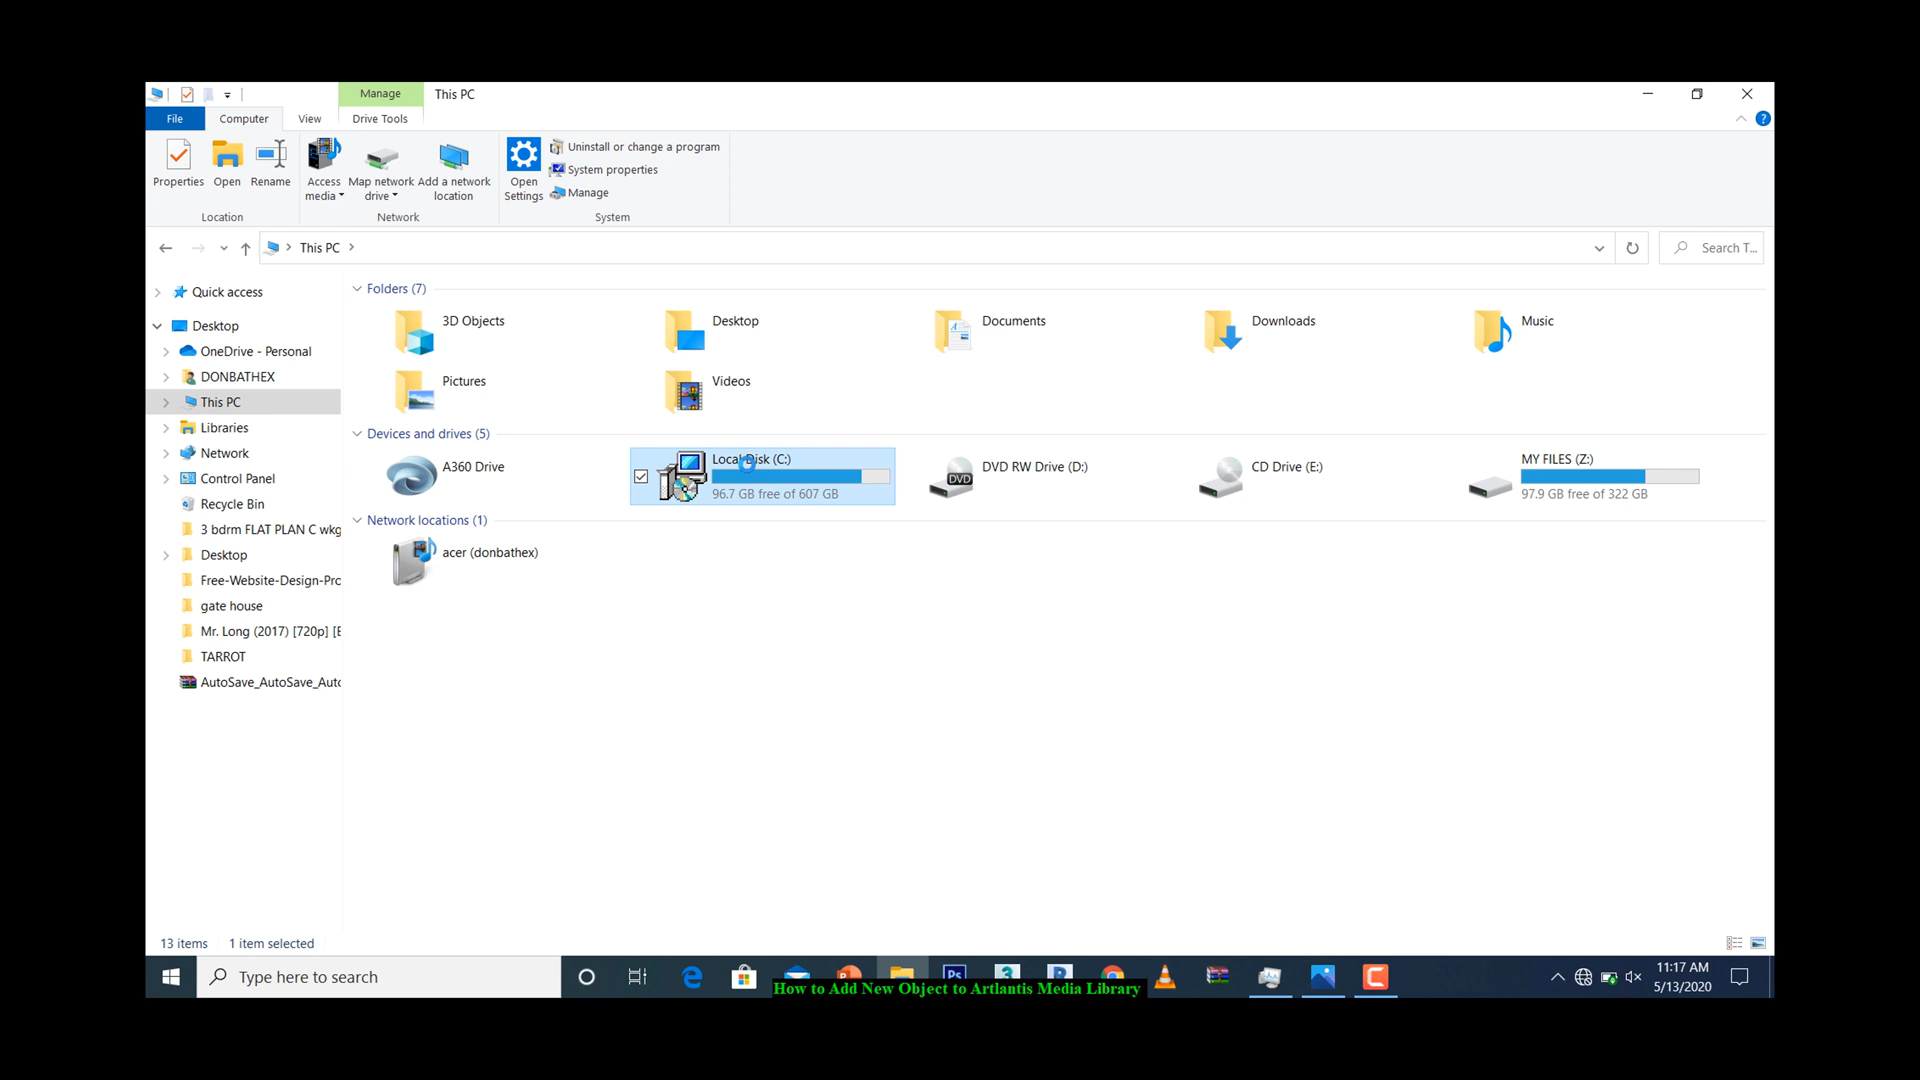 Manage
This PC
File
Computer
View
Drive Tools
Properties
Open
Rename
Access media
Map network drive
Add a network location
Open Settings
Uninstall or change a program
System properties
Manage
Location
Network
System
This PC
Search T...
Quick access
Desktop
OneDrive - Personal
DONBATHEX
This PC
Libraries
Network
Control Panel
Recycle Bin
3 bdrm FLAT PLAN C wkg
Desktop
Free-Website-Design-Pro
gate house
Mr. Long (2017) [720p] [E
TARROT
AutoSave_AutoSave_Auto
Folders (7)
3D Objects
Desktop
Documents
Downloads
Music
Pictures
Videos
Devices and drives (5)
A360 Drive
Local Disk (C:)
96.7 GB free of 607 GB
DVD RW Drive (D:)
DVD
CD Drive (E:)
MY FILES (Z:)
97.9 GB free of 322 GB
Network locations (1)
acer (donbathex)
13 items
1 item selected
Type here to search
Ps
How to Add New Object to Artlantis Media Library
11:17 AM
5/13/2020